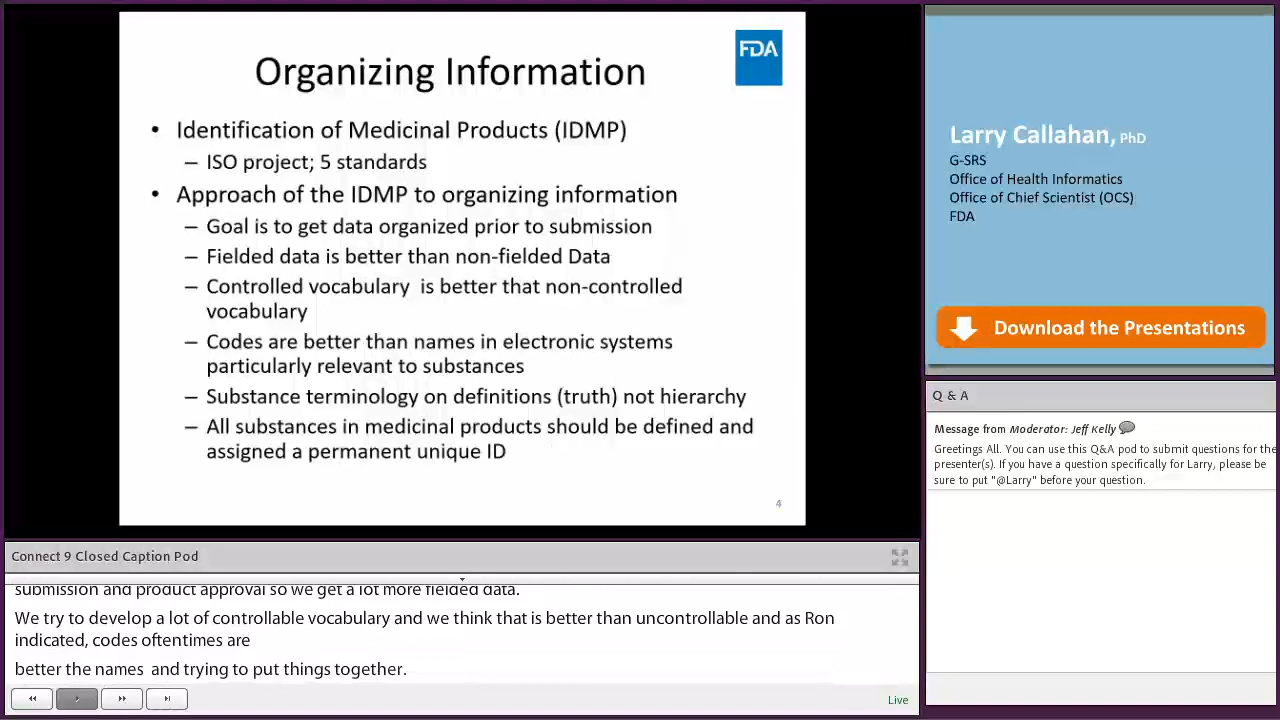 Organizing Information
FDA
• Identification of Medicinal Products (IDMP)
– ISO project; 5 standards
• Approach of the IDMP to organizing information
– Goal is to get data organized prior to submission
– Fielded data is better than non-fielded Data
– Controlled vocabulary is better that non-controlled
vocabulary
– Codes are better than names in electronic systems
particularly relevant to substances
– Substance terminology on definitions (truth) not hierarchy
– All substances in medicinal products should be defined and
assigned a permanent unique ID
4
Larry Callahan, PhD
G-SRS
Office of Health Informatics
Office of Chief Scientist (OCS)
FDA
Download the Presentations
Q & A
Message from Moderator: Jeff Kelly
Greetings All. You can use this Q&A pod to submit questions for the
presenter(s). If you have a question specifically for Larry, please be
sure to put "@Larry" before your question.
Connect 9 Closed Caption Pod
submission and product approval so we get a lot more fielded data.
We try to develop a lot of controllable vocabulary and we think that is better than uncontrollable and as Ron
indicated, codes oftentimes are
better the names and trying to put things together.
Live